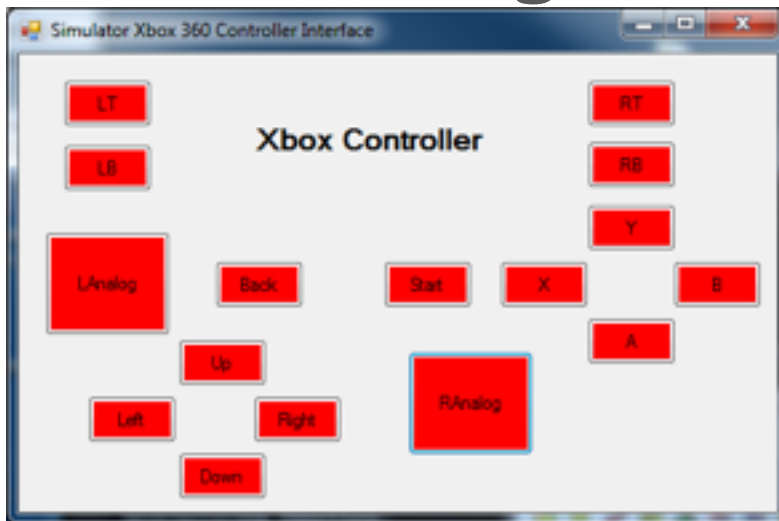 Simulator Xbox 360 Controller Interface
LT
RT
Xbox Controller
LB
RB
Y
LAnalog
Back
Start
X
B
A
Up
RAnalog
Left
Right
Down